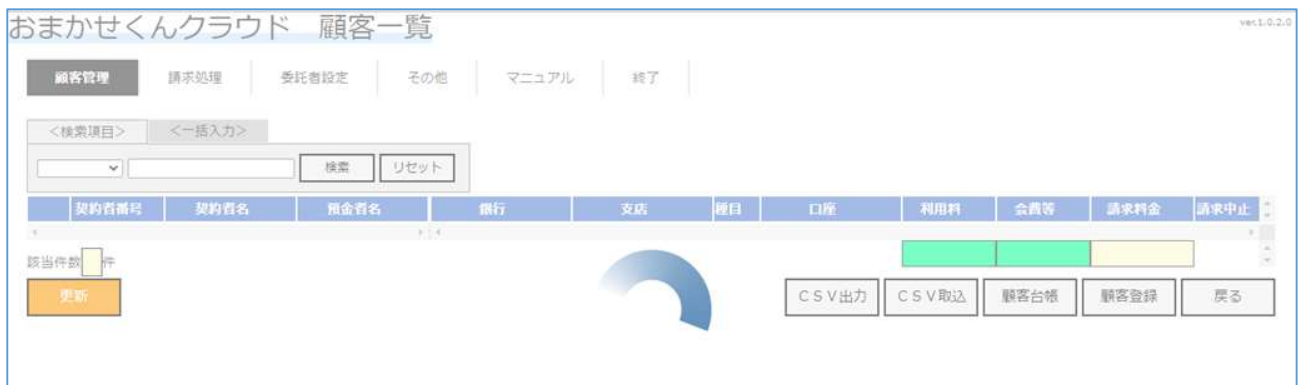 おまかせくんクラウド　顧客一覧
ver.1.0.2.0
顧客管理 請求処理 委託者設定 その他 マニュアル 終了
＜検索項目＞ ＜一括入力＞
検索 リセット
契約者番号 契約者名 預金者名 銀行 支店 種目 口座 利用料 会費等 請求料金 請求中止
該当件数 件
更新 ＣＳＶ出力 ＣＳＶ取込 顧客台帳 顧客登録 戻る